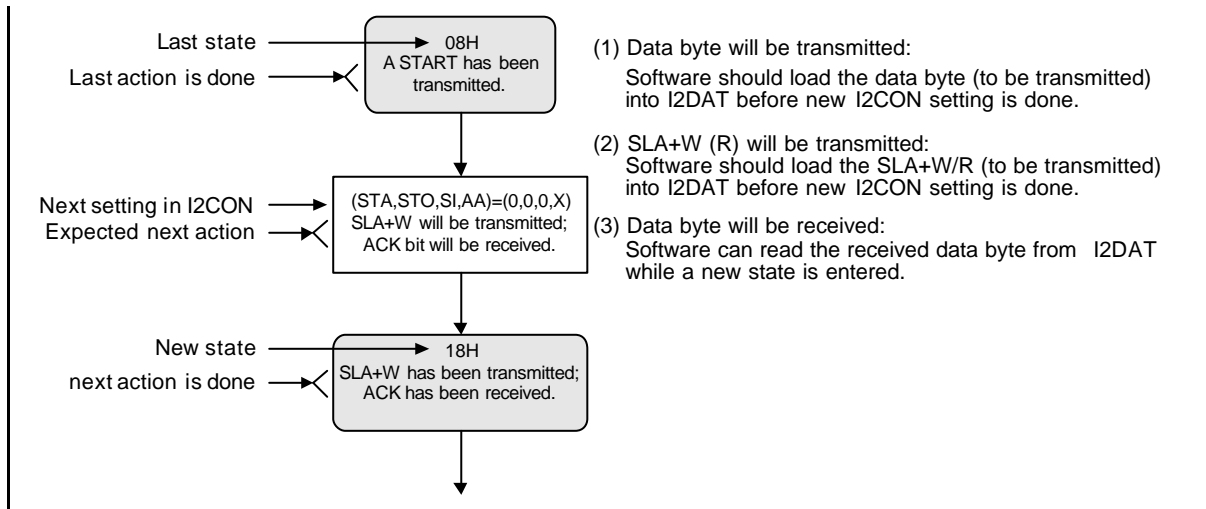 Last state
Last action is done
08H
A START has been
transmitted.
Next setting in I2CON
Expected next action
(STA,STO,SI,AA)=(0,0,0,X)
SLA+W will be transmitted;
ACK bit will be received.
New state
next action is done
18H
SLA+W has been transmitted;
ACK has been received.
(1) Data byte will be transmitted:
Software should load the data byte (to be transmitted)
into I2DAT before new I2CON setting is done.
(2) SLA+W (R) will be transmitted:
Software should load the SLA+W/R (to be transmitted)
into I2DAT before new I2CON setting is done.
(3) Data byte will be received:
Software can read the received data byte from I2DAT
while a new state is entered.